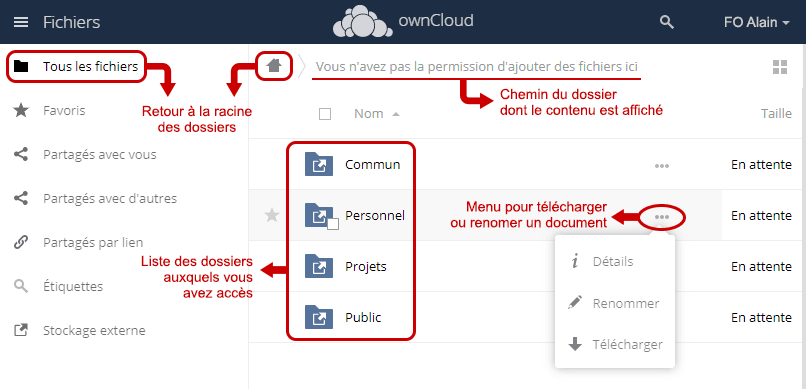 Fichiers
ownCloud
FO Alain
Tous les fichiers
Vous n'avez pas la permission d'ajouter des fichiers ici
Retour à la racine
des dossiers
Chemin du dossier
dont le contenu est affiché
Favoris
Nom
Taille
Partagés avec vous
Commun
En attente
Partagés avec d'autres
Personnel
Menu pour télécharger
ou renomer un document
En attente
Partagés par lien
Liste des dossiers
auxquels vous
avez accès
Projets
Détails
En attente
Étiquettes
Renommer
Stockage externe
Public
En attente
Télécharger